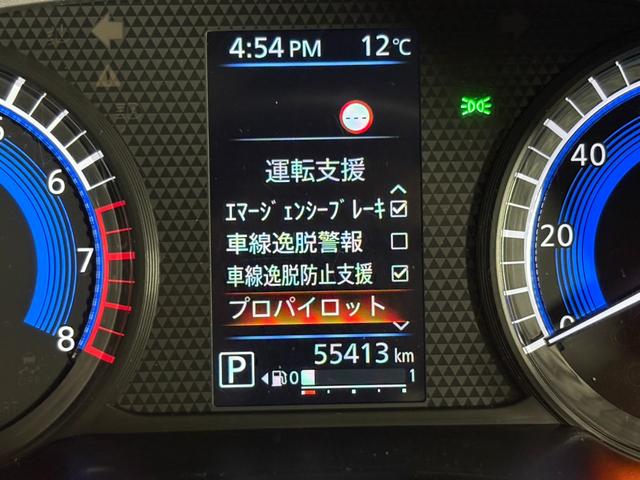 4:54 PM 12℃
---
運転支援
ｴﾏｰｼﾞｪﾝｼｰﾌﾞﾚｰｷ
車線逸脱警報
車線逸脱防止支援
プロパイロット
55413 km
P 0 1
6
7
8
40
20
0